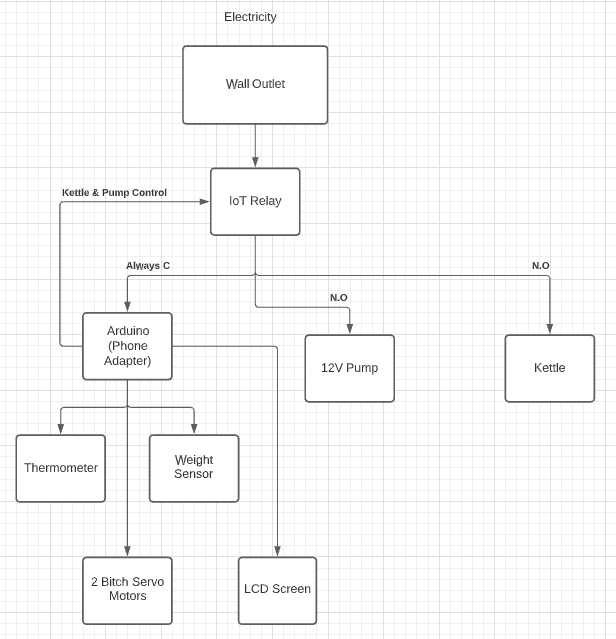 Electricity
Wall Outlet
Kettle & Pump Control
IoT Relay
Always C
N.O
N.O
Arduino
(Phone
Adapter)
12V Pump
Kettle
Thermometer
Weight
Sensor
2 Bitch Servo
Motors
LCD Screen